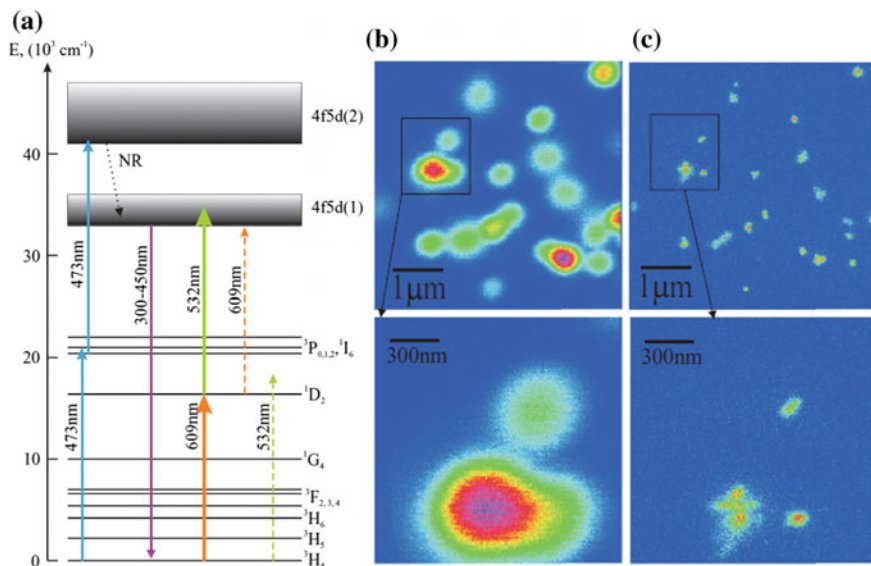 (a)
E, (10³ cm⁻¹)
40
30
20
10
0
4f5d(2)
NR
4f5d(1)
473nm
300-450nm
532nm
609nm
³P₀,₁,₂,¹I₆
¹D₂
473nm
609nm
532nm
¹G₄
³F₂,₃,₄
³H₆
³H₅
³H₄
(b)
1μm
300nm
(c)
1μm
300nm